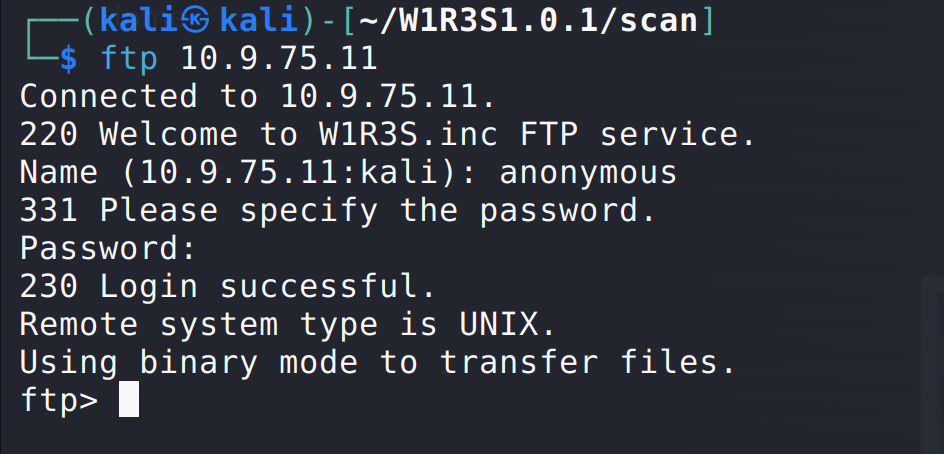 ┌──(kali㉿kali)-[~/W1R3S1.0.1/scan]
└─$ ftp 10.9.75.11
Connected to 10.9.75.11.
220 Welcome to W1R3S.inc FTP service.
Name (10.9.75.11:kali): anonymous
331 Please specify the password.
Password:
230 Login successful.
Remote system type is UNIX.
Using binary mode to transfer files.
ftp>